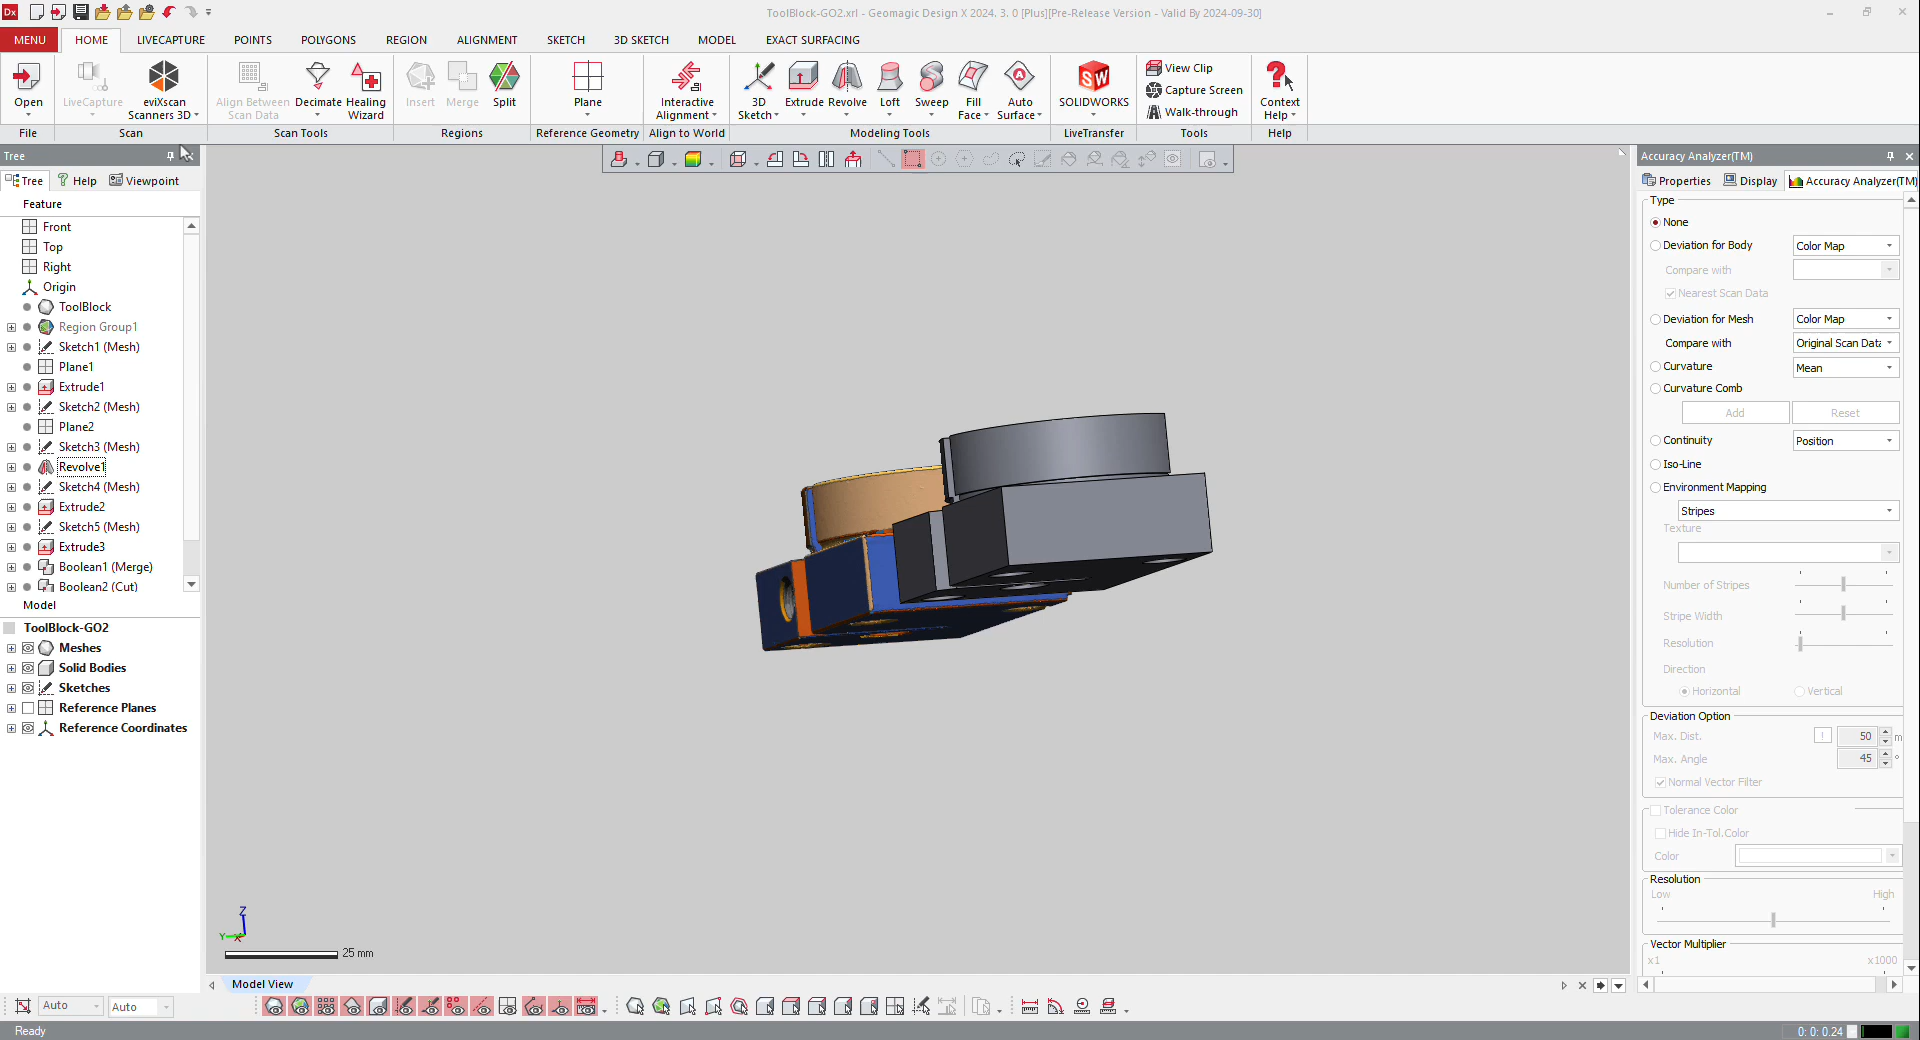 Dx
ToolBlock-GO2.xrl - Geomagic Design X 2024, 3. 0 [Plus][Pre-Release Version - Valid By 2024-09-30]
MENU HOME LIVECAPTURE POINTS POLYGONS REGION ALIGNMENT SKETCH 3D SKETCH MODEL EXACT SURFACING
Open
LiveCapture
eviXscan
Scanners 3D
Align Between
Scan Data
Decimate
Healing
Wizard
Insert
Merge
Split
Plane
Interactive
Alignment
3D
Sketch
Extrude
Revolve
Loft
Sweep
Fill
Face
Auto
Surface
SW
SOLIDWORKS
View Clip
Capture Screen
Walk-through
Context
Help
File Scan Scan Tools Regions Reference Geometry Align to World Modeling Tools LiveTransfer Tools Help
Tree
Tree Help Viewpoint
Feature
Front
Top
Right
Origin
ToolBlock
Region Group1
Sketch1 (Mesh)
Plane1
Extrude1
Sketch2 (Mesh)
Plane2
Sketch3 (Mesh)
Revolve1
Sketch4 (Mesh)
Extrude2
Sketch5 (Mesh)
Extrude3
Boolean1 (Merge)
Boolean2 (Cut)
Model
ToolBlock-GO2
Meshes
Solid Bodies
Sketches
Reference Planes
Reference Coordinates
Z
Y
X
25 mm
Model View
Accuracy Analyzer(TM)
Properties Display Accuracy Analyzer(TM)
Type
None
Deviation for Body Color Map
Compare with
Nearest Scan Data
Deviation for Mesh Color Map
Compare with Original Scan Data
Curvature Mean
Curvature Comb
Add Reset
Continuity Position
Iso-Line
Environment Mapping
Stripes
Texture
Number of Stripes
Stripe Width
Resolution
Direction
Horizontal Vertical
Deviation Option
Max. Dist. ! 50 m
Max. Angle 45 °
Normal Vector Filter
Tolerance Color
Hide In-Tol.Color
Color
Resolution
Low High
Vector Multiplier
x1 x1000
Auto Auto
Ready
0: 0: 0.24